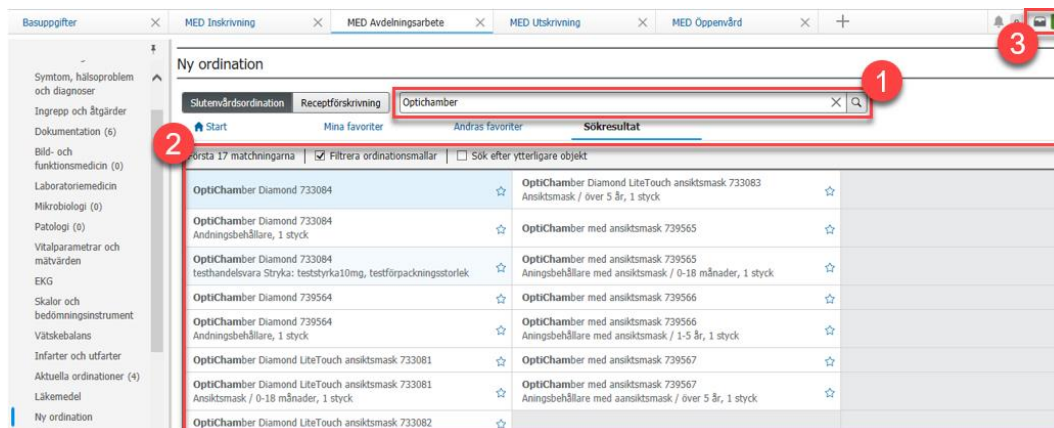 Basuppgifter
MED Inskrivning
MED Avdelningsarbete
MED Utskrivning
MED Öppenvård
3
Symtom, hälsoproblem
och diagnoser
Ingrepp och åtgärder
Dokumentation (6)
Bild- och
funktionsmedicin (0)
Laboratoriemedicin
Mikrobiologi (0)
Patologi (0)
Vitalparametrar och
mätvärden
EKG
Skalor och
bedömningsinstrument
Vätskebalans
Infarter och utfarter
Aktuella ordinationer (4)
Läkemedel
Ny ordination
Ny ordination
1
Slutenvårdsordination
Receptförskrivning
Optichamber
Start
Mina favoriter
Andras favoriter
Sökresultat
2
Första 17 matchningarna
Filtrera ordinationsmallar
Sök efter ytterligare objekt
OptiChamber Diamond 733084
OptiChamber Diamond 733084
Andningsbehållare, 1 styck
OptiChamber Diamond 733084
testhandelsvara Stryka: teststyrka10mg, testförpackningsstorlek
OptiChamber Diamond 739564
OptiChamber Diamond 739564
Andningsbehållare, 1 styck
OptiChamber Diamond LiteTouch ansiktsmask 733081
OptiChamber Diamond LiteTouch ansiktsmask 733081
Ansiktsmask / 0-18 månader, 1 styck
OptiChamber Diamond LiteTouch ansiktsmask 733082
OptiChamber Diamond LiteTouch ansiktsmask 733083
Ansiktsmask / över 5 år, 1 styck
OptiChamber med ansiktsmask 739565
OptiChamber med ansiktsmask 739565
Aningsbehållare med ansiktsmask / 0-18 månader, 1 styck
OptiChamber med ansiktsmask 739566
OptiChamber med ansiktsmask 739566
Aningsbehållare med ansiktsmask / 1-5 år, 1 styck
OptiChamber med ansiktsmask 739567
OptiChamber med ansiktsmask 739567
Aningsbehållare med aansiktsmask / över 5 år, 1 styck